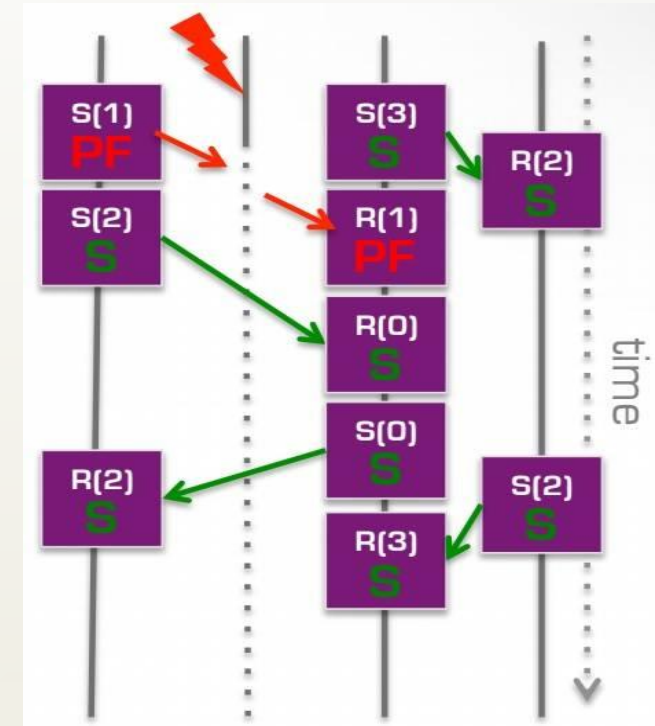 S(1)
PF
S(2)
S
R(2)
S
S(3)
S
R(1)
PF
R(0)
S
S(0)
S
R(3)
S
R(2)
S
S(2)
S
time